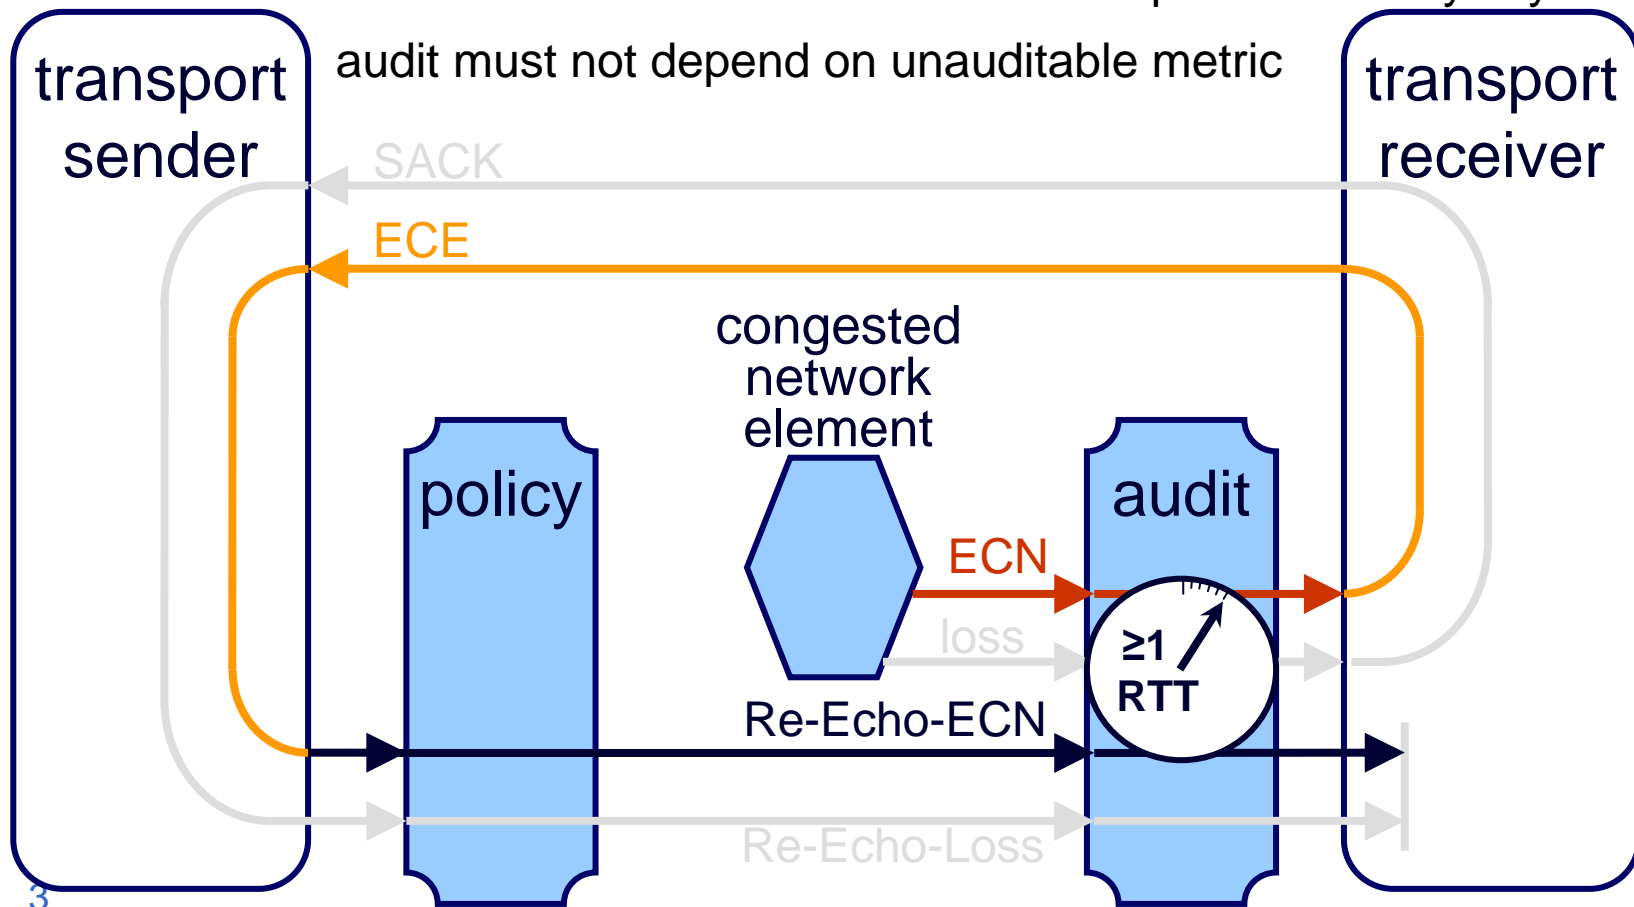 audit must not depend on unauditable metric
transport
sender
transport
receiver
SACK
ECE
congested
network
element
policy
audit
ECN
loss
≥1
RTT
Re-Echo-ECN
Re-Echo-Loss
3